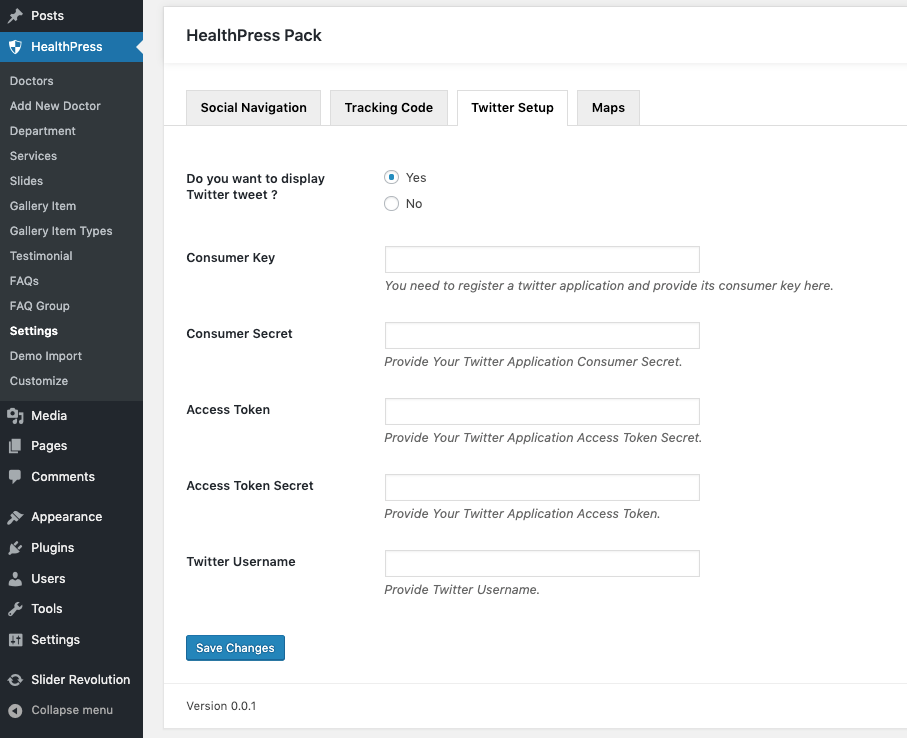 Posts
HealthPress
Doctors
Add New Doctor
Department
Services
Slides
Gallery Item
Gallery Item Types
Testimonial
FAQs
FAQ Group
Settings
Demo Import
Customize
Media
Pages
Comments
Appearance
Plugins
Users
Tools
Settings
Slider Revolution
Collapse menu
HealthPress Pack
Social Navigation
Tracking Code
Twitter Setup
Maps
Do you want to display
Twitter tweet ?
Yes
No
Consumer Key
You need to register a twitter application and provide its consumer key here.
Consumer Secret
Provide Your Twitter Application Consumer Secret.
Access Token
Provide Your Twitter Application Access Token Secret.
Access Token Secret
Provide Your Twitter Application Access Token.
Twitter Username
Provide Twitter Username.
Save Changes
Version 0.0.1